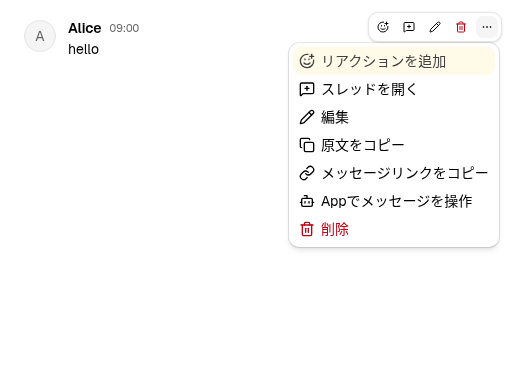 A
Alice 09:00
hello
リアクションを追加
スレッドを開く
編集
原文をコピー
メッセージリンクをコピー
Appでメッセージを操作
削除